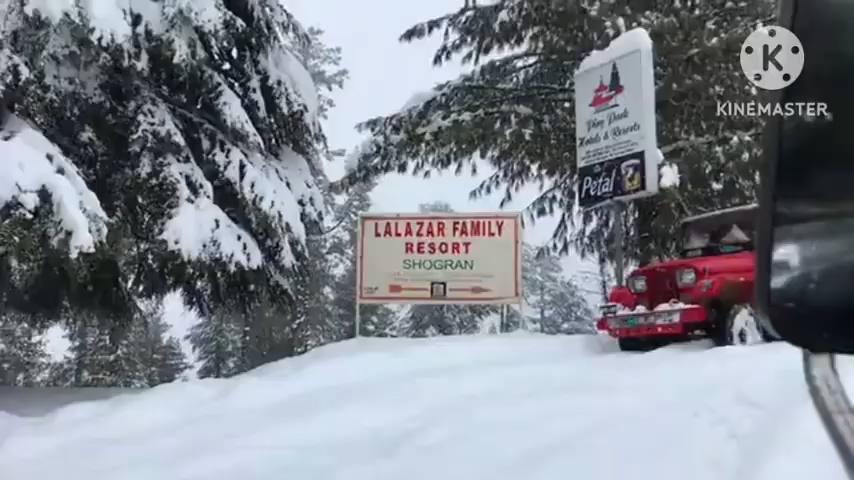 LALAZAR FAMILY
RESORT
SHOGRAN
Pine Park
Hotels & Resorts
Petal
K
KINEMASTER